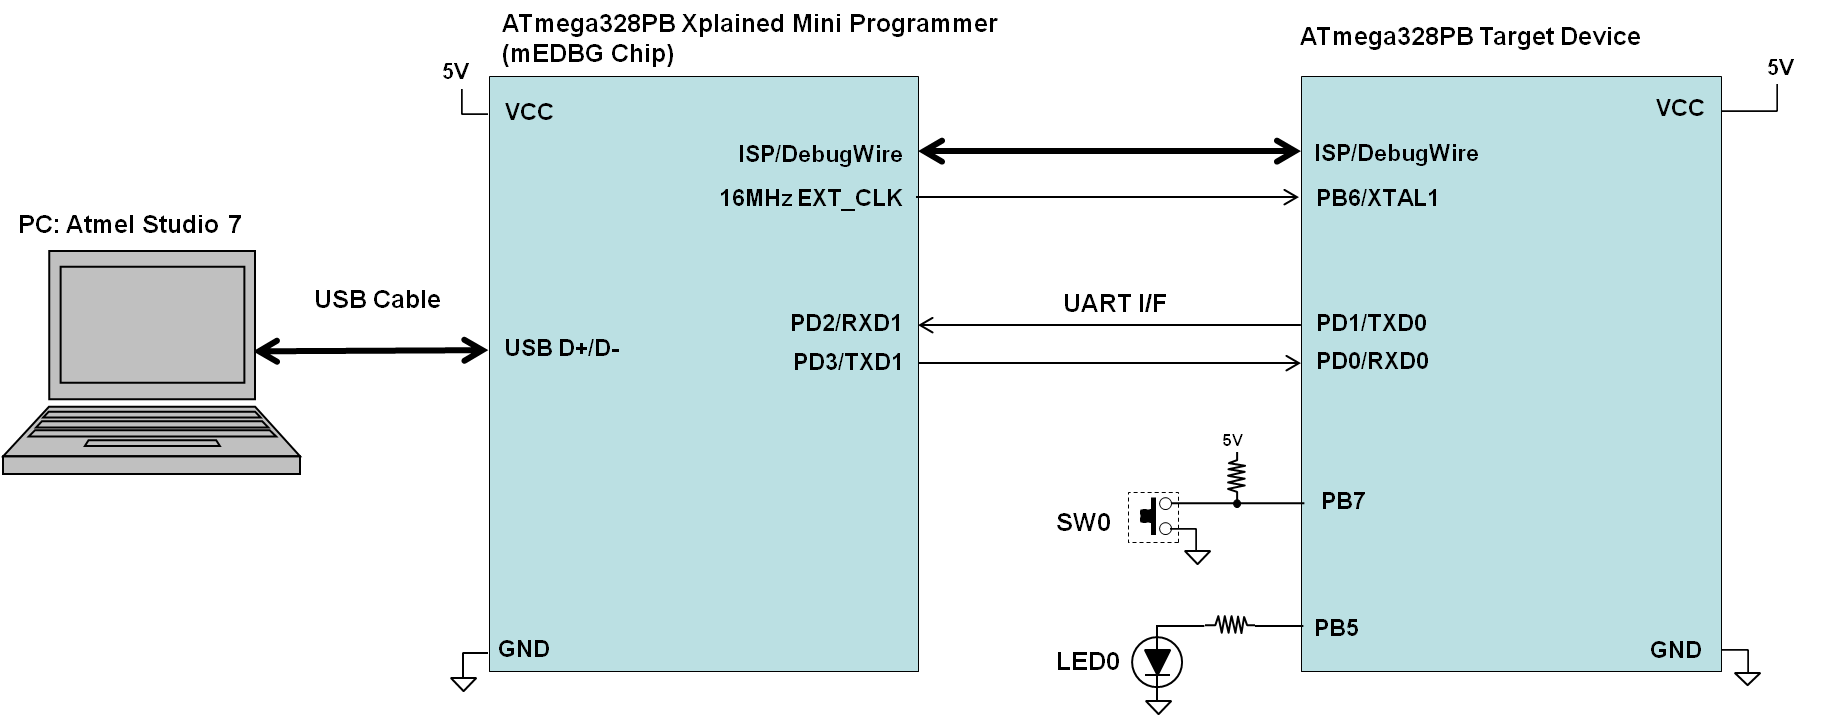 ATmega328PB Xplained Mini Programmer
(mEDBG Chip)
ATmega328PB Target Device
5V
VCC
5V
VCC
ISP/DebugWire
ISP/DebugWire
16MHz EXT_CLK
PB6/XTAL1
PC: Atmel Studio 7
USB Cable
UART I/F
PD2/RXD1
PD1/TXD0
USB D+/D-
PD3/TXD1
PD0/RXD0
5V
PB7
SW0
PB5
GND
LED0
GND